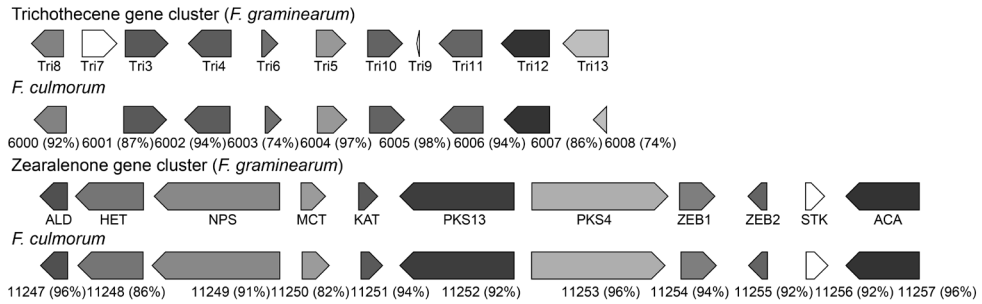 Trichothecene gene cluster (F. graminearum)
Tri8 Tri7 Tri3 Tri4 Tri6 Tri5 Tri10 Tri9 Tri11 Tri12 Tri13
F. culmorum
6000 (92%) 6001 (87%) 6002 (94%) 6003 (74%) 6004 (97%) 6005 (98%) 6006 (94%) 6007 (86%) 6008 (74%)
Zearalenone gene cluster (F. graminearum)
ALD HET NPS MCT KAT PKS13 PKS4 ZEB1 ZEB2 STK ACA
F. culmorum
11247 (96%) 11248 (86%) 11249 (91%) 11250 (82%) 11251 (94%) 11252 (92%) 11253 (96%) 11254 (94%) 11255 (92%) 11256 (92%) 11257 (96%)